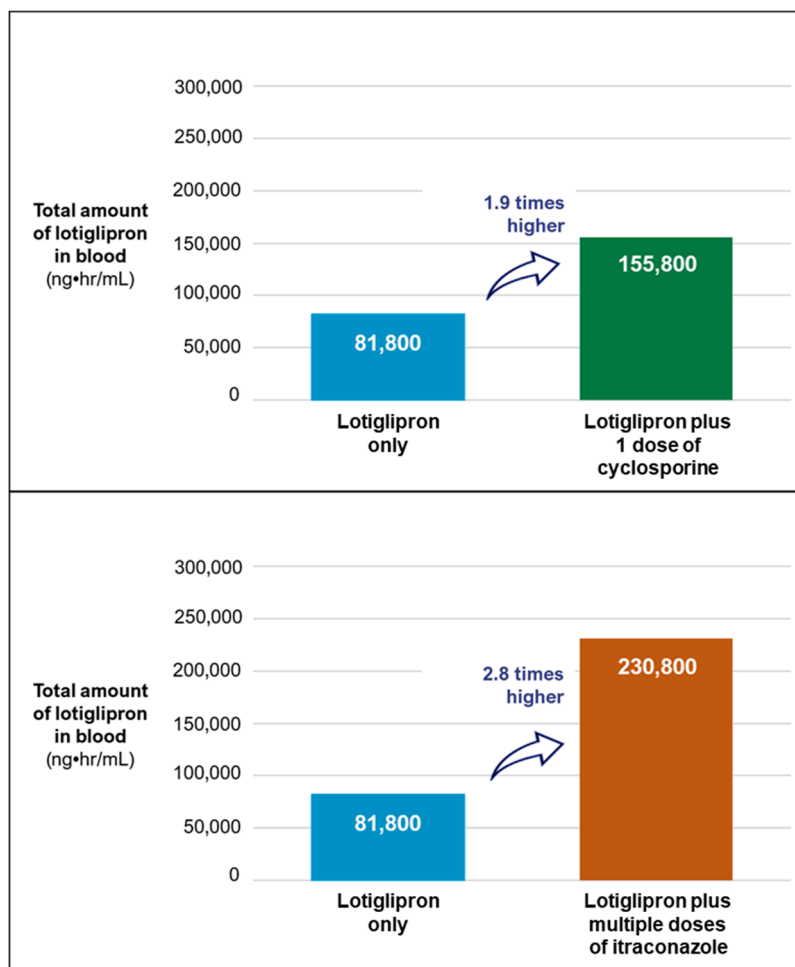 300,000
250,000
200,000
150,000
100,000
50,000
0
Total amount
of lotiglipron
in blood
(ng•hr/mL)
1.9 times
higher
81,800
155,800
Lotiglipron
only
Lotiglipron plus
1 dose of
cyclosporine
300,000
250,000
200,000
150,000
100,000
50,000
0
Total amount
of lotiglipron
in blood
(ng•hr/mL)
2.8 times
higher
81,800
230,800
Lotiglipron
only
Lotiglipron plus
multiple doses
of itraconazole